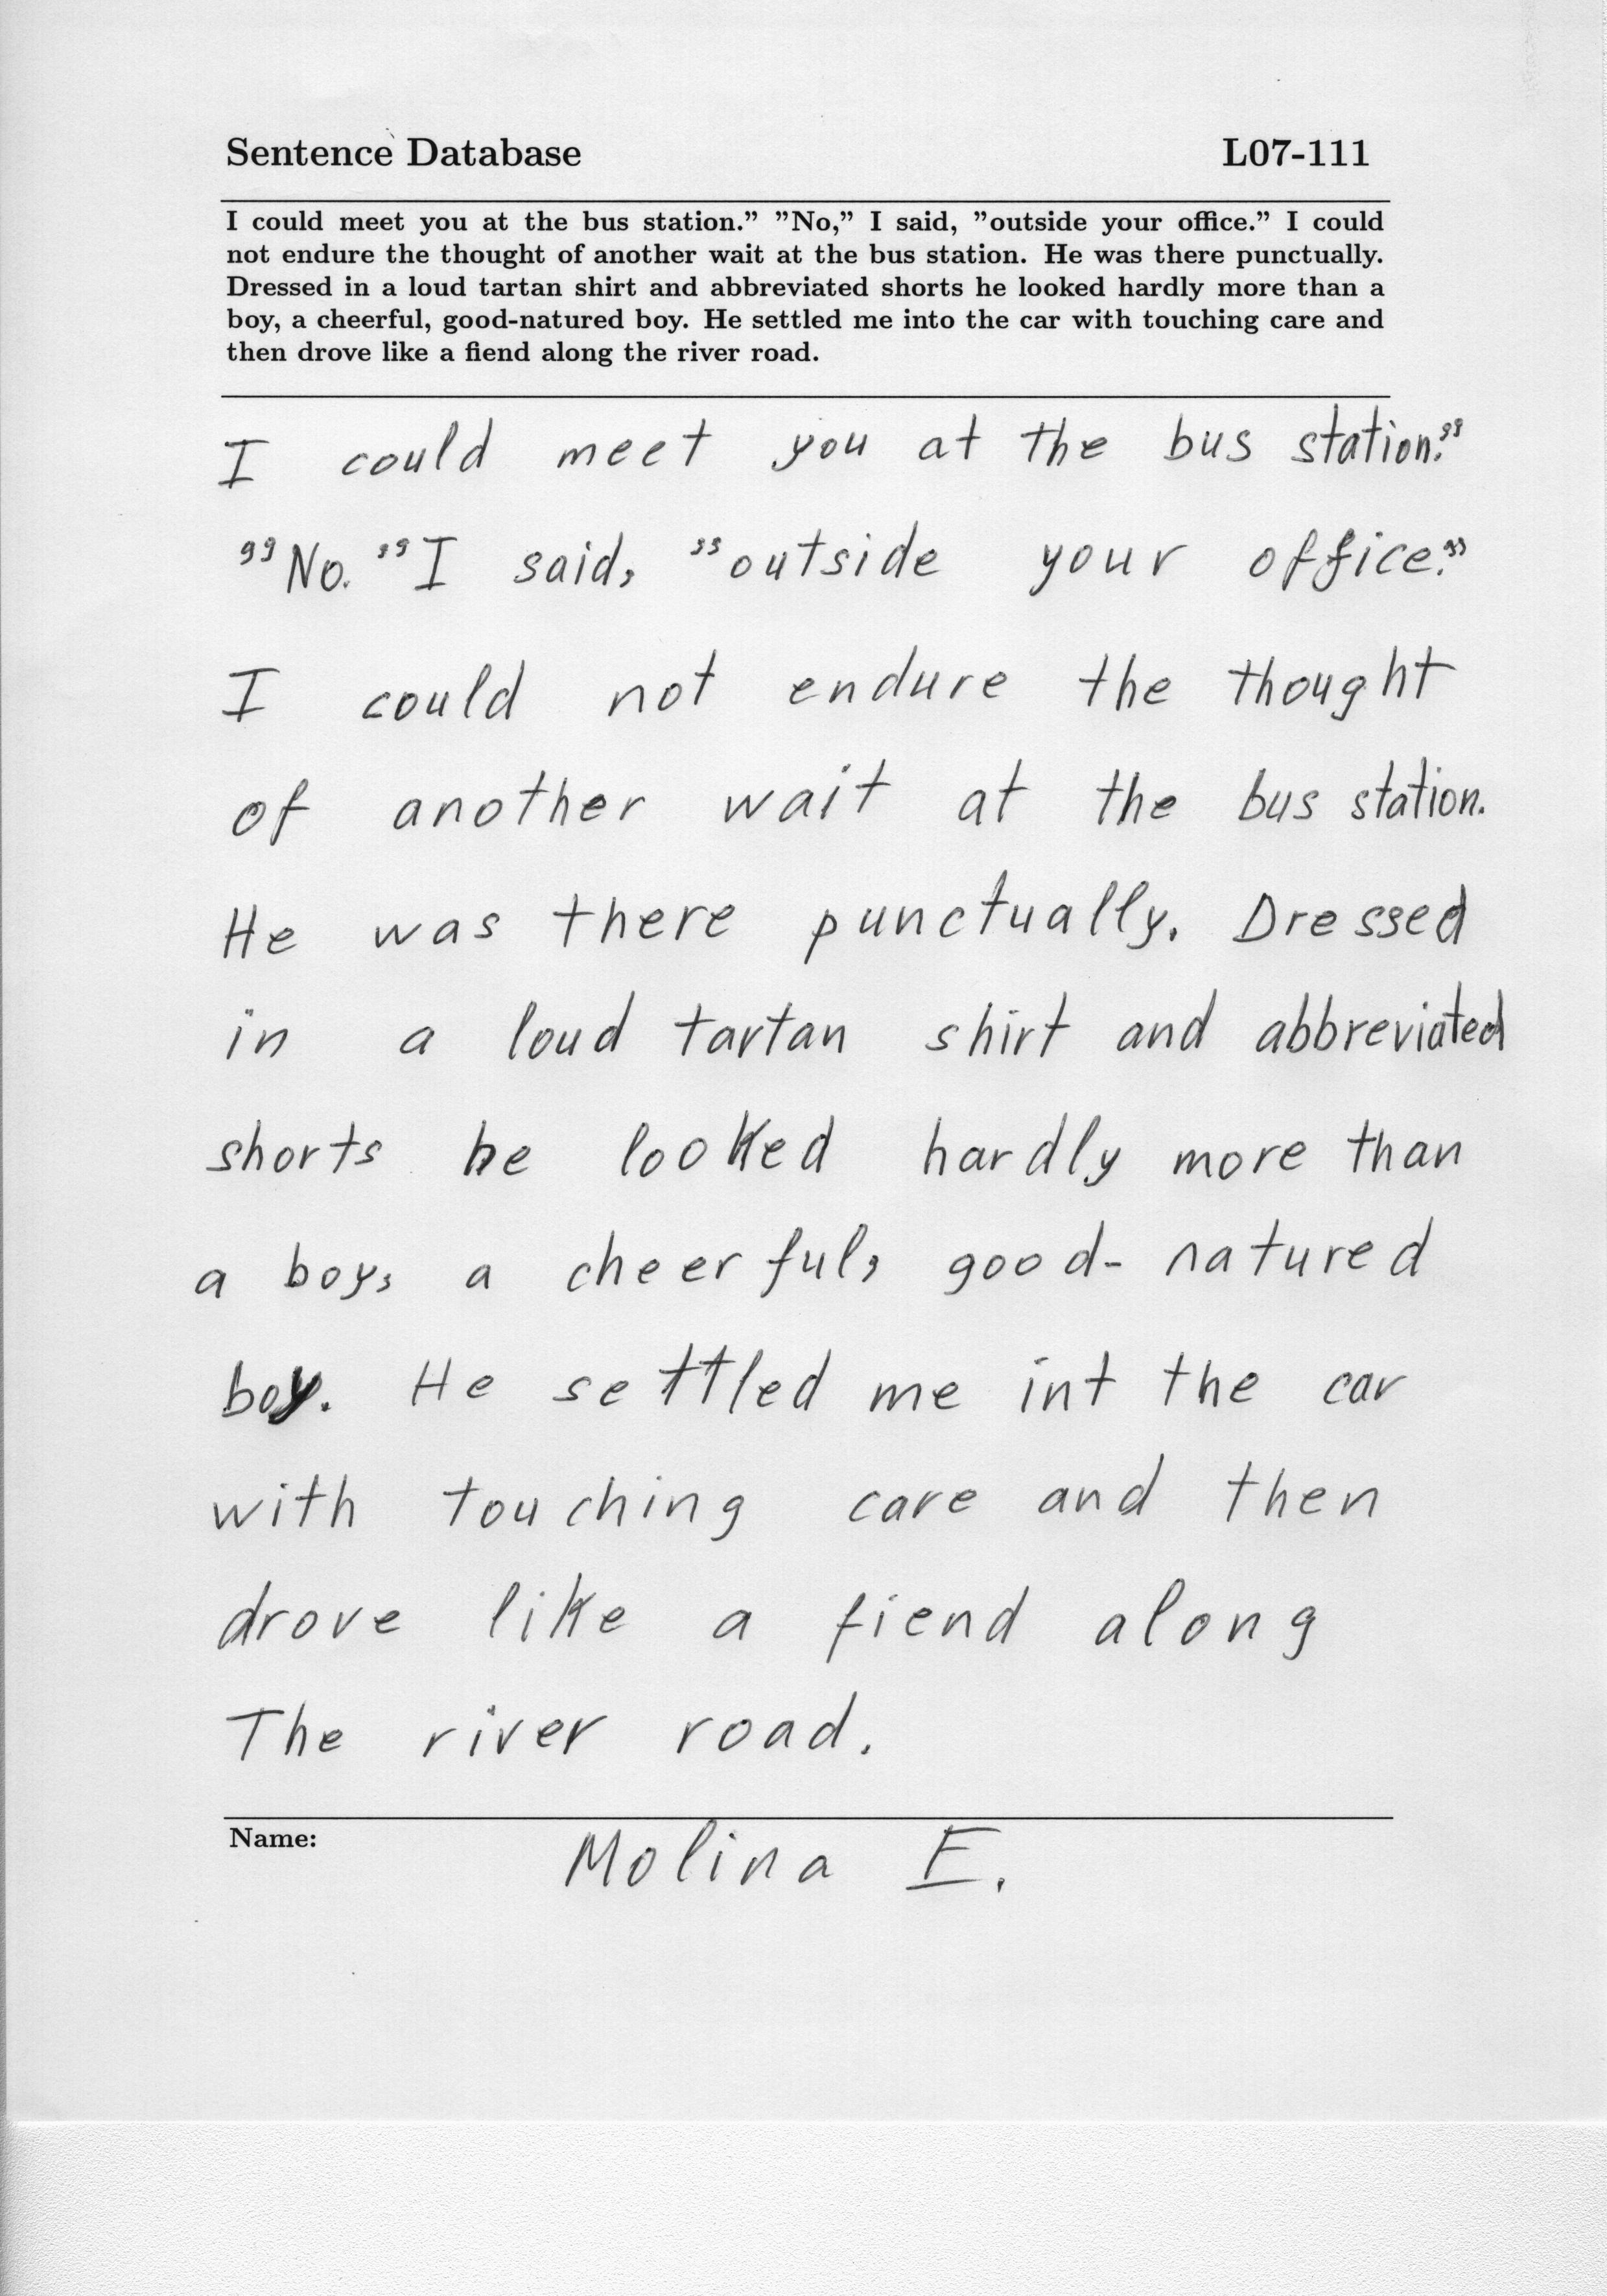 Sentence Database L07-111
I could meet you at the bus station.” ”No,” I said, ”outside your office.” I could
not endure the thought of another wait at the bus station. He was there punctually.
Dressed in a loud tartan shirt and abbreviated shorts he looked hardly more than a
boy, a cheerful, good-natured boy. He settled me into the car with touching care and
then drove like a fiend along the river road.
I could meet you at the bus station.”
”No.” I said, ”outside your office.”
I could not endure the thought
of another wait at the bus station.
He was there punctually. Dressed
in a loud tartan shirt and abbreviated
shorts he looked hardly more than
a boy, a cheerful, good-natured
boy. He settled me int the car
with touching care and then
drove like a fiend along
The river road.
Name: Molina E.